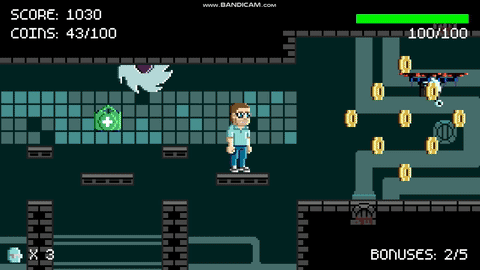 SCORE: 1030
WWW.BANDICAM.COM
COINS: 43/100
100/100
X 3
BONUSES: 2/5